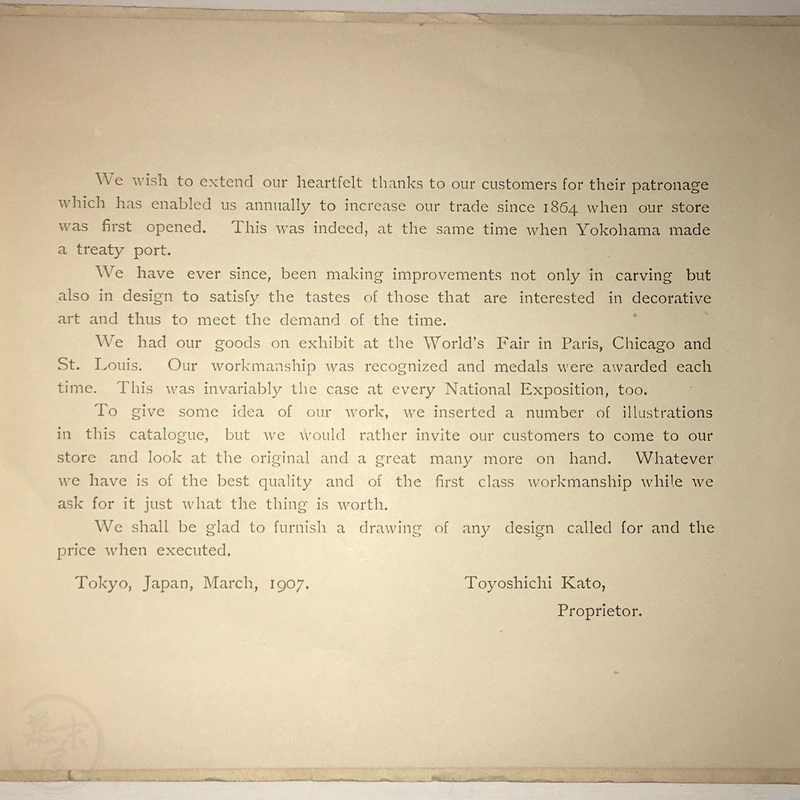 We wish to extend our heartfelt thanks to our customers for their patronage
which has enabled us annually to increase our trade since 1864 when our store
was first opened. This was indeed, at the same time when Yokohama made
a treaty port.
We have ever since, been making improvements not only in carving but
also in design to satisfy the tastes of those that are interested in decorative
art and thus to meet the demand of the time.
We had our goods on exhibit at the World's Fair in Paris, Chicago and
St. Louis. Our workmanship was recognized and medals were awarded each
time. This was invariably the case at every National Exposition, too.
To give some idea of our work, we inserted a number of illustrations
in this catalogue, but we would rather invite our customers to come to our
store and look at the original and a great many more on hand. Whatever
we have is of the best quality and of the first class workmanship while we
ask for it just what the thing is worth.
We shall be glad to furnish a drawing of any design called for and the
price when executed.
Tokyo, Japan, March, 1907. Toyoshichi Kato,
Proprietor.